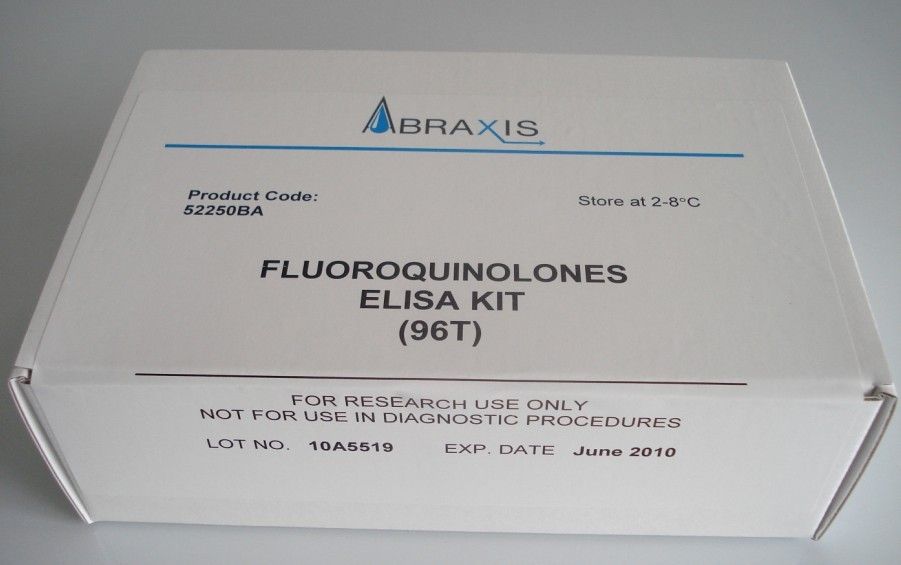 ABRAXIS
Product Code:
52250BA
Store at 2-8°C
FLUOROQUINOLONES
ELISA KIT
(96T)
FOR RESEARCH USE ONLY
NOT FOR USE IN DIAGNOSTIC PROCEDURES
LOT NO. 10A5519 EXP. DATE June 2010